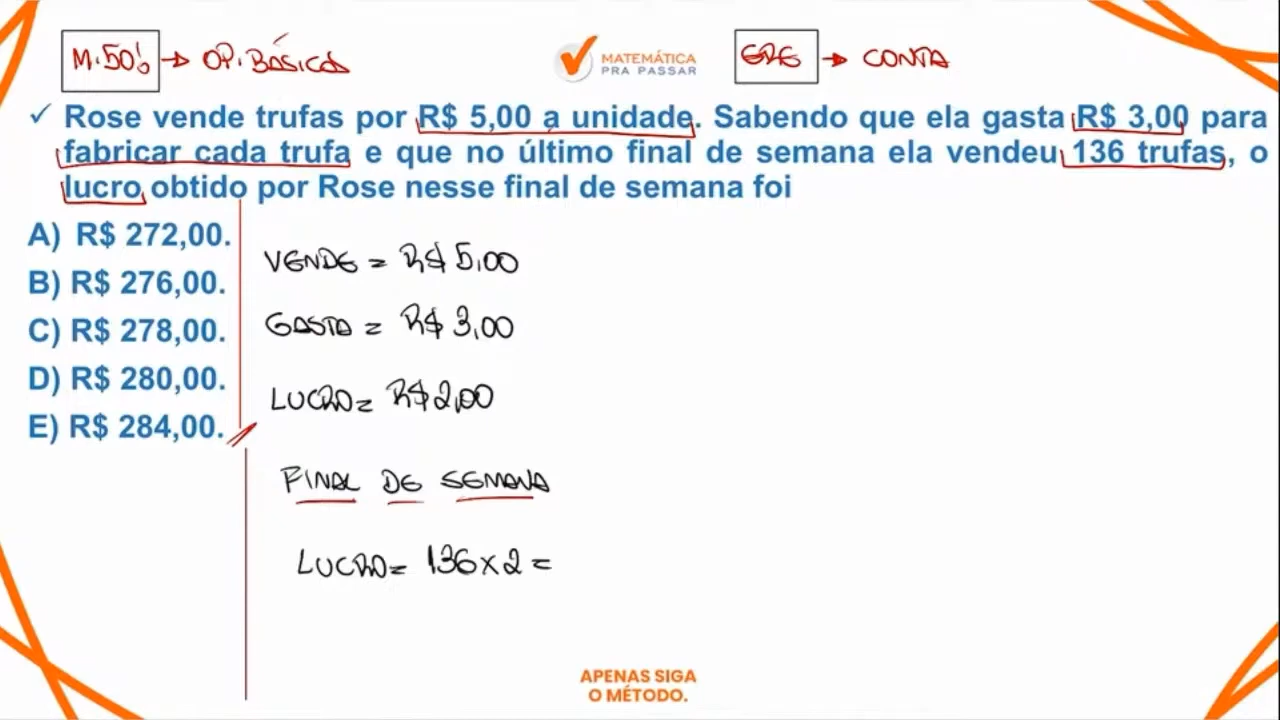 M.50% → OP. BÁSICAS
MATEMÁTICA
PRA PASSAR
→ CONTA
✓ Rose vende trufas por R$ 5,00 a unidade. Sabendo que ela gasta R$ 3,00 para
fabricar cada trufa e que no último final de semana ela vendeu 136 trufas, o
lucro obtido por Rose nesse final de semana foi
A) R$ 272,00.
B) R$ 276,00.
C) R$ 278,00.
D) R$ 280,00.
E) R$ 284,00.
VENDE = R$ 5,00
GASTA = R$ 3,00
LUCRO = R$ 2,00
FINAL DE SEMANA
LUCRO = 136 × 2 =
APENAS SIGA
O MÉTODO.